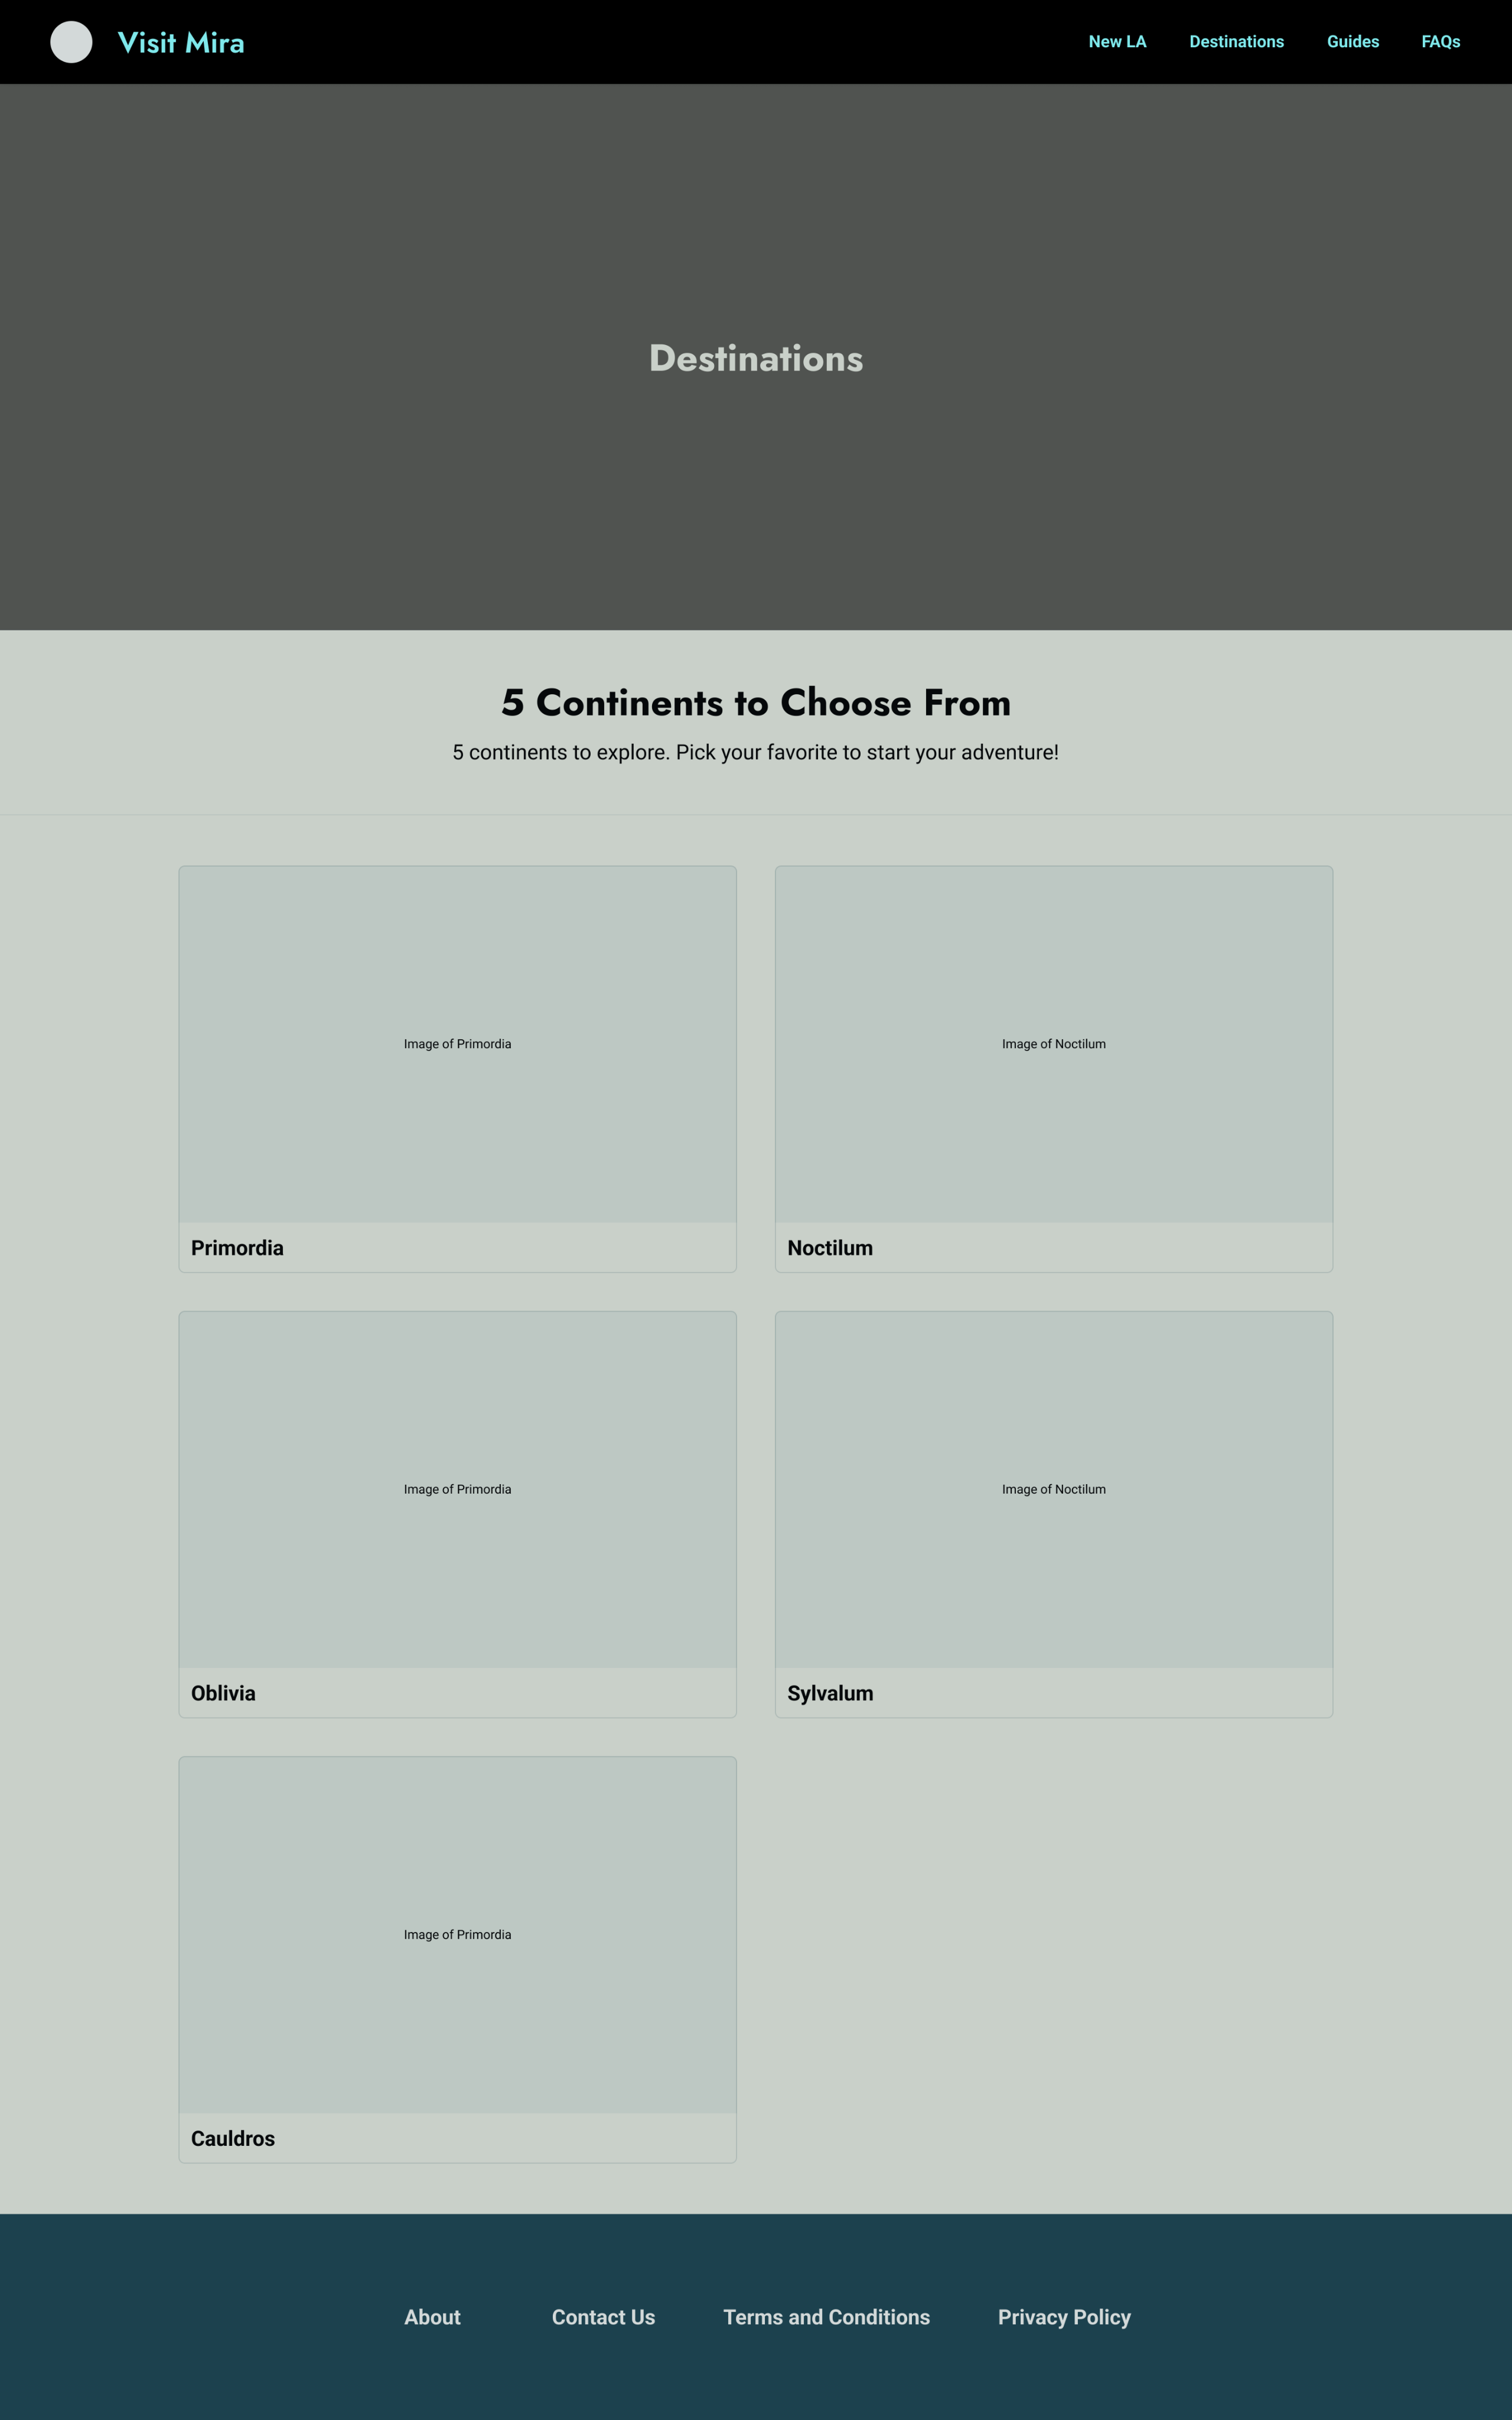 Visit Mira
New LA
Destinations
Guides
FAQs
Destinations
5 Continents to Choose From
5 continents to explore. Pick your favorite to start your adventure!
Image of Primordia
Primordia
Image of Noctilum
Noctilum
Image of Primordia
Oblivia
Image of Noctilum
Sylvalum
Image of Primordia
Cauldros
About
Contact Us
Terms and Conditions
Privacy Policy